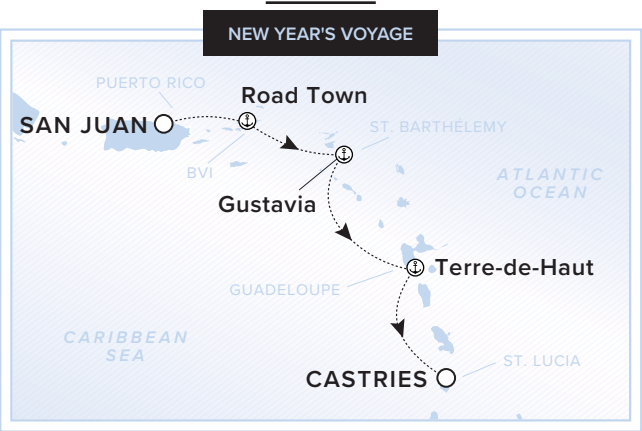 NEW YEAR'S VOYAGE
PUERTO RICO
Road Town
SAN JUAN
ST. BARTHÉLEMY
BVI
ATLANTIC
OCEAN
Gustavia
Terre-de-Haut
GUADELOUPE
CARIBBEAN
SEA
ST. LUCIA
CASTRIES